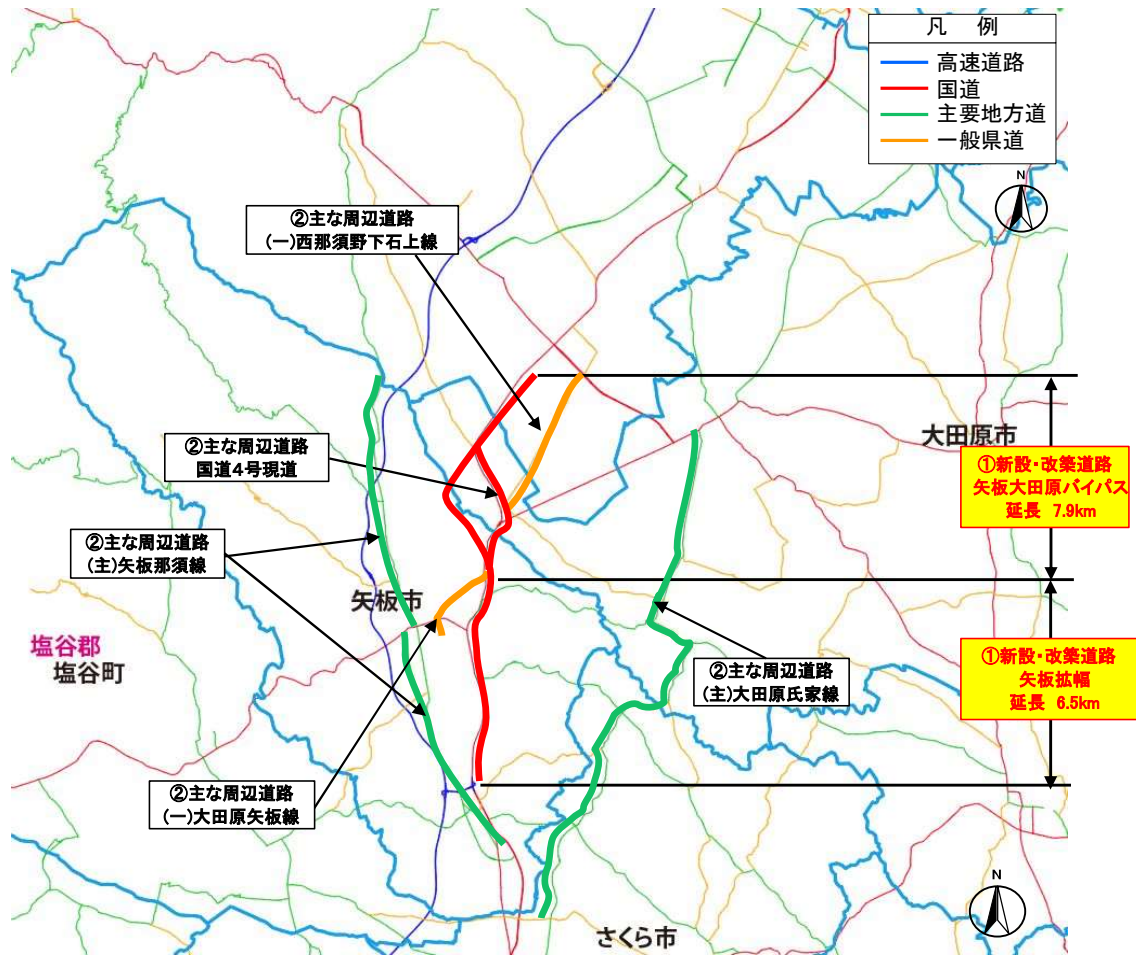 凡 例
高速道路
国道
主要地方道
一般県道
N
②主な周辺道路
(一)西那須野下石上線
②主な周辺道路
国道4号現道
大田原市
①新設・改築道路
矢板大田原バイパス
延長 7.9km
②主な周辺道路
(主)矢板那須線
矢板市
塩谷郡
塩谷町
②主な周辺道路
(主)大田原氏家線
①新設・改築道路
矢板拡幅
延長 6.5km
②主な周辺道路
(一)大田原矢板線
N
さくら市